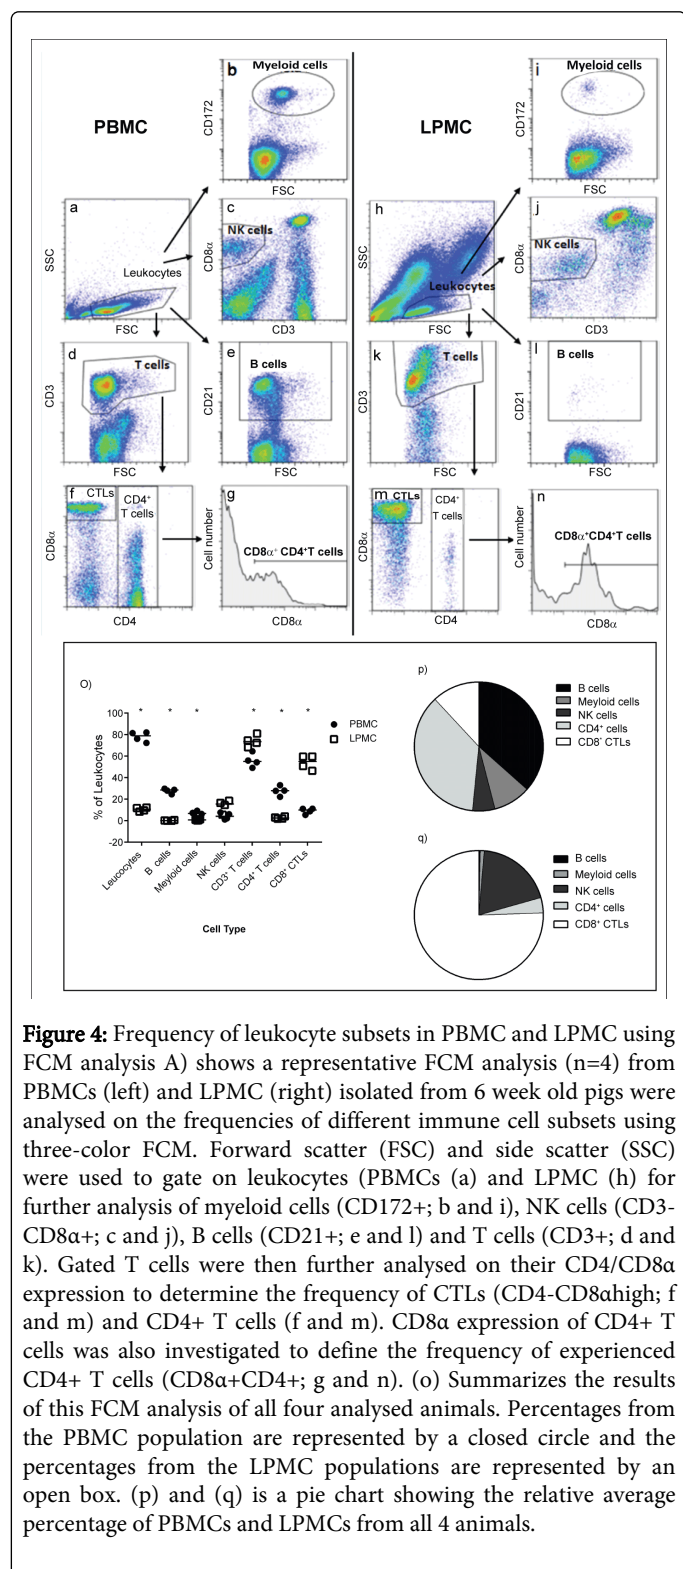 b
Myeloid cells
CD172
FSC
PBMC
a
SSC
Leukocytes
FSC
c
NK cells
CD8α
CD3
d
T cells
CD3
FSC
e
B cells
CD21
FSC
f
CTLs
CD4+
T cells
CD8α
CD4
g
Cell number
CD8α+ CD4+T cells
CD8α
i
Myeloid cells
CD172
FSC
LPMC
h
SSC
Leukocytes
FSC
j
NK cells
CD8α
CD3
k
T cells
CD3
FSC
l
B cells
CD21
FSC
m
CTLs
CD4+
T cells
CD8α
CD4
n
Cell number
CD8α+CD4+T cells
CD8α
O)
100
80
60
40
20
0
-20
% of Leukocytes
* * * * * *
PBMC
LPMC
Leucocytes
B cells
Meyloid cells
NK cells
CD3+ T cells
CD4+ T cells
CD8+ CTLs
Cell Type
p)
B cells
Meyloid cells
NK cells
CD4+ cells
CD8+ CTLs
q)
B cells
Meyloid cells
NK cells
CD4+ cells
CD8+ CTLs
Figure 4: Frequency of leukocyte subsets in PBMC and LPMC using
FCM analysis A) shows a representative FCM analysis (n=4) from
PBMCs (left) and LPMC (right) isolated from 6 week old pigs were
analysed on the frequencies of different immune cell subsets using
three-color FCM. Forward scatter (FSC) and side scatter (SSC)
were used to gate on leukocytes (PBMCs (a) and LPMC (h) for
further analysis of myeloid cells (CD172+; b and i), NK cells (CD3-
CD8α+; c and j), B cells (CD21+; e and l) and T cells (CD3+; d and
k). Gated T cells were then further analysed on their CD4/CD8α
expression to determine the frequency of CTLs (CD4-CD8αhigh; f
and m) and CD4+ T cells (f and m). CD8α expression of CD4+ T
cells was also investigated to define the frequency of experienced
CD4+ T cells (CD8α+CD4+; g and n). (o) Summarizes the results
of this FCM analysis of all four analysed animals. Percentages from
the PBMC population are represented by a closed circle and the
percentages from the LPMC populations are represented by an
open box. (p) and (q) is a pie chart showing the relative average
percentage of PBMCs and LPMCs from all 4 animals.